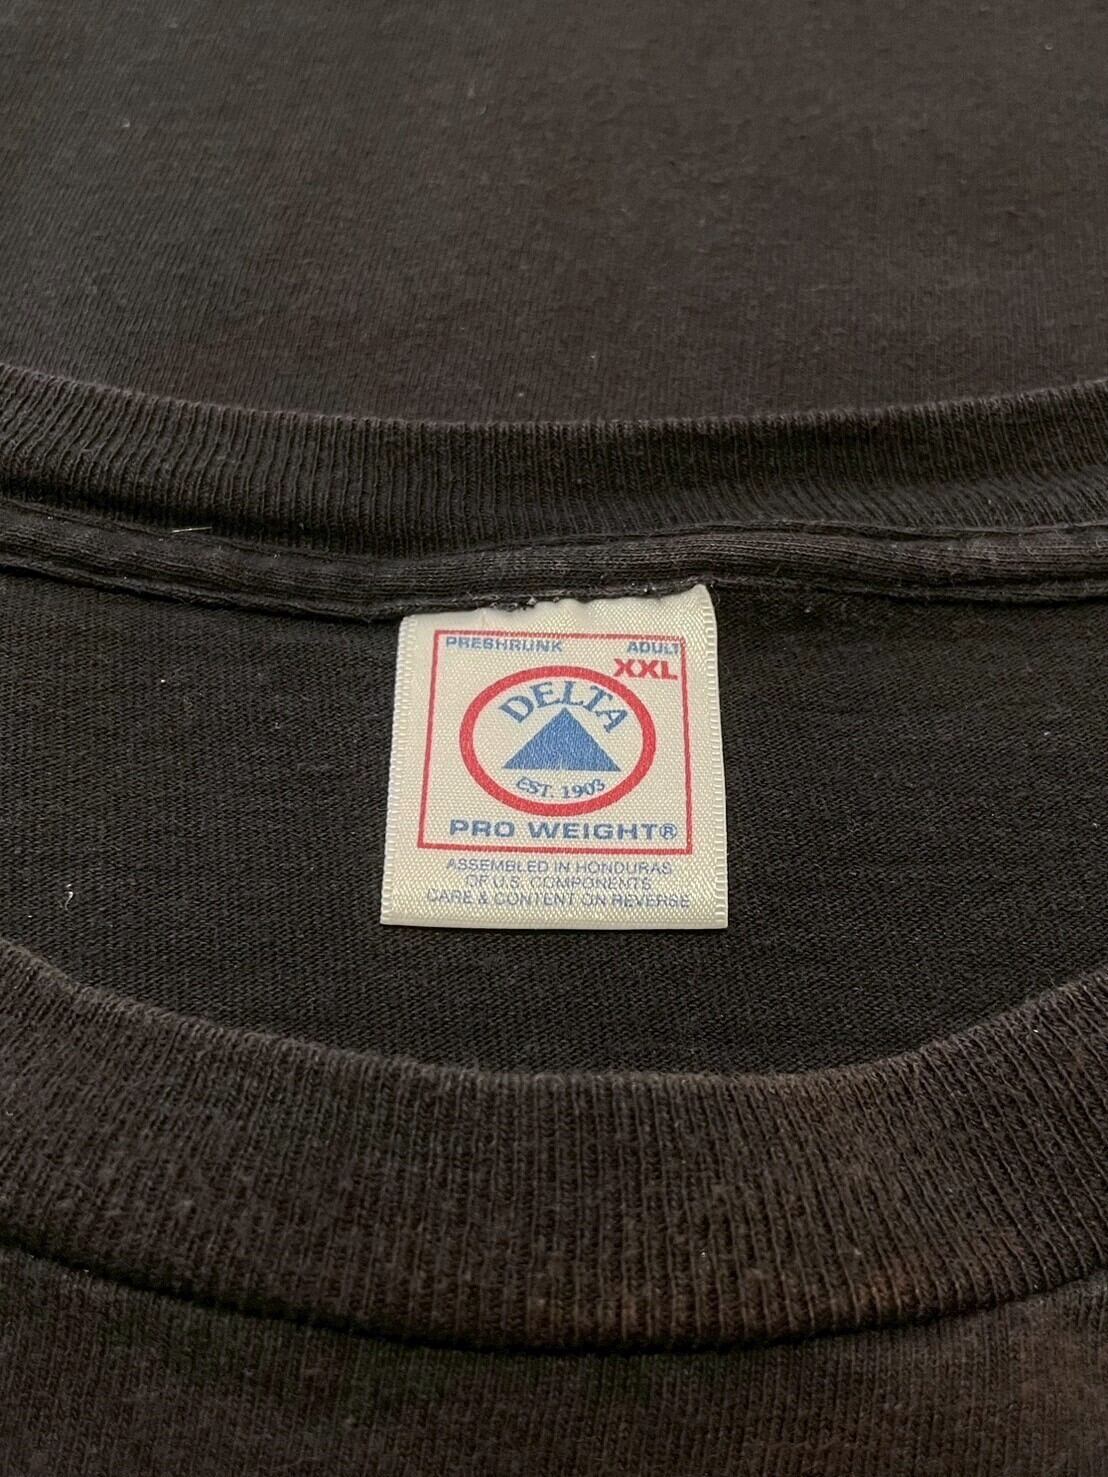 PRESHRUNK ADULT
XXL
DELTA
EST. 1903
PRO WEIGHT®
ASSEMBLED IN HONDURAS
OF U.S. COMPONENTS
CARE & CONTENT ON REVERSE